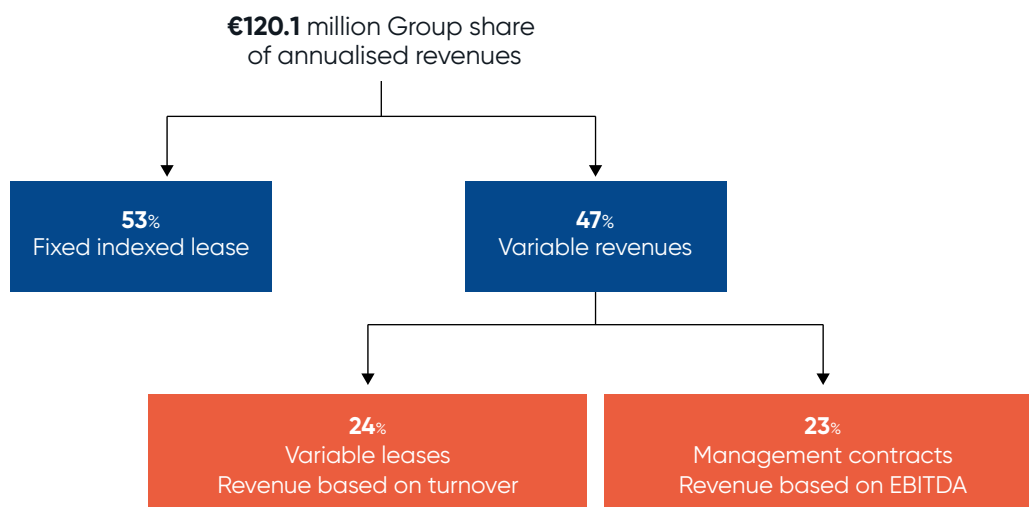 €120.1 million Group share
of annualised revenues
53%
Fixed indexed lease
47%
Variable revenues
24%
Variable leases
Revenue based on turnover
23%
Management contracts
Revenue based on EBITDA